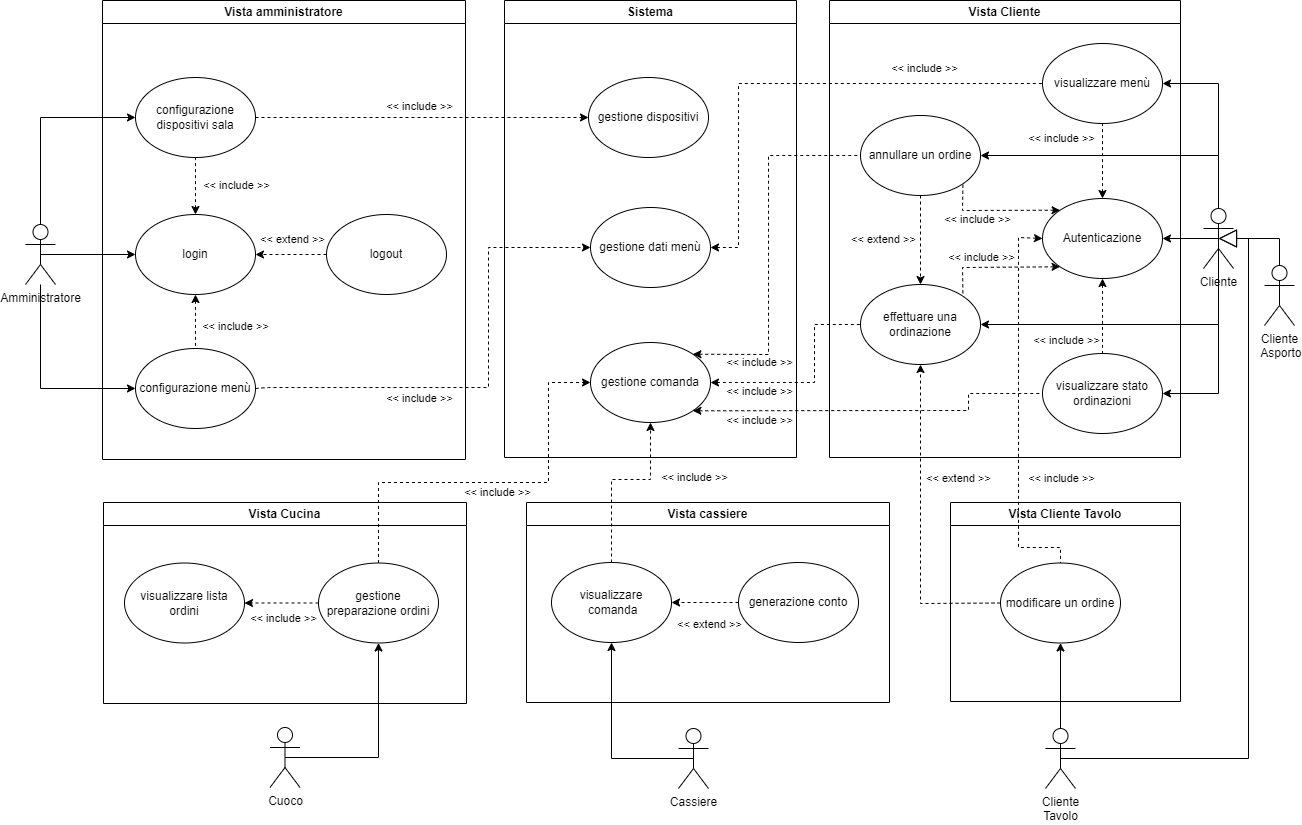 Vista amministratore
Sistema
Vista Cliente
<< include >>
visualizzare menù
configurazione
dispositivi sala
<< include >>
gestione dispositivi
<< include >>
annullare un ordine
<< include >>
<< include >>
<< extend >>
login
logout
gestione dati menù
<< extend >>
Autenticazione
<< include >>
Cliente
Amministratore
<< include >>
effettuare una
ordinazione
Cliente
Asporto
<< include >>
<< include >>
configurazione menù
<< include >>
gestione comanda
<< include >>
<< include >>
visualizzare stato
ordinazioni
<< include >>
<< include >>
<< extend >>
<< include >>
Vista Cucina
Vista cassiere
Vista Cliente Tavolo
visualizzare lista
ordini
<< include >>
gestione
preparazione ordini
visualizzare
comanda
<< extend >>
generazione conto
modificare un ordine
Cuoco
Cassiere
Cliente
Tavolo